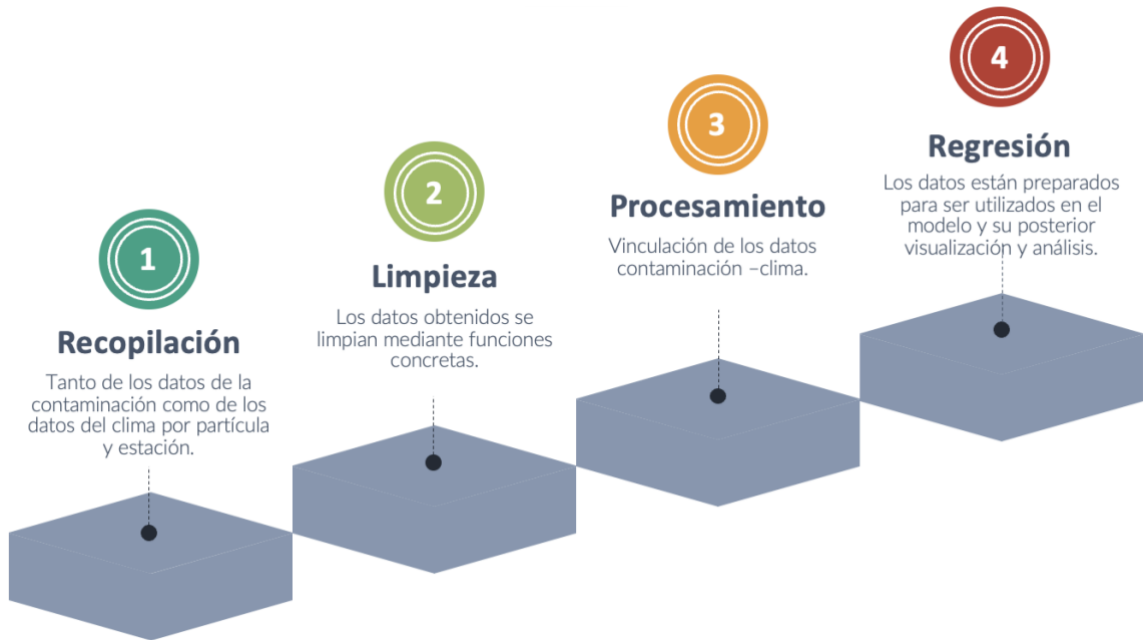 1
Recopilación
Tanto de los datos de la
contaminación como de los
datos del clima por partícula
y estación.
2
Limpieza
Los datos obtenidos se
limpian mediante funciones
concretas.
3
Procesamiento
Vinculación de los datos
contaminación –clima.
4
Regresión
Los datos están preparados
para ser utilizados en el
modelo y su posterior
visualización y análisis.